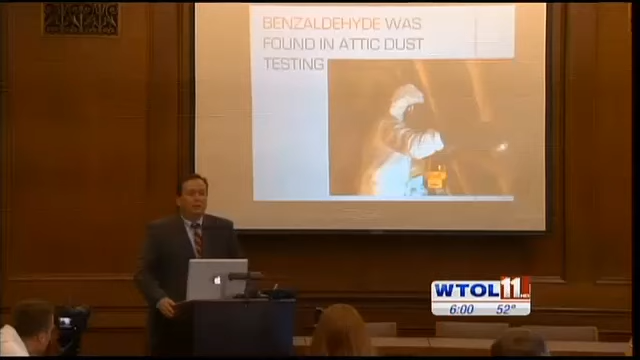 BENZALDEHYDE WAS
FOUND IN ATTIC DUST
TESTING
WTOL 11
6:00 52°